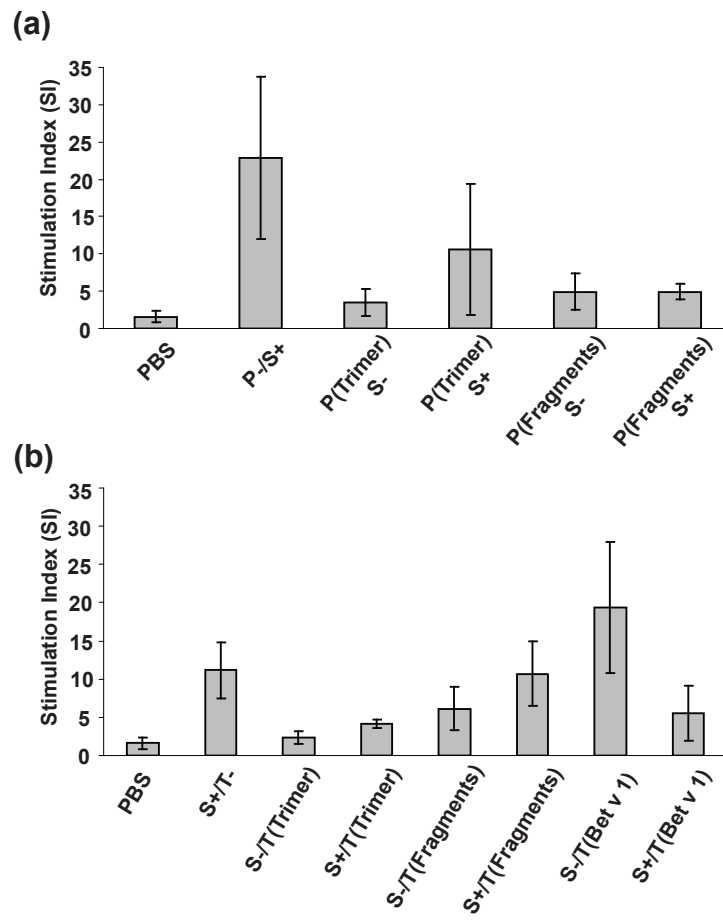 (a)
Stimulation Index (SI)
35
30
25
20
15
10
5
0
PBS
P-/S+
P(Trimer)
S-
P(Trimer)
S+
P(Fragments)
S-
P(Fragments)
S+
(b)
Stimulation Index (SI)
35
30
25
20
15
10
5
0
PBS
S+/T-
S-/T(Trimer)
S+/T(Trimer)
S-/T(Fragments)
S+/T(Fragments)
S-/T(Bet v 1)
S+/T(Bet v 1)